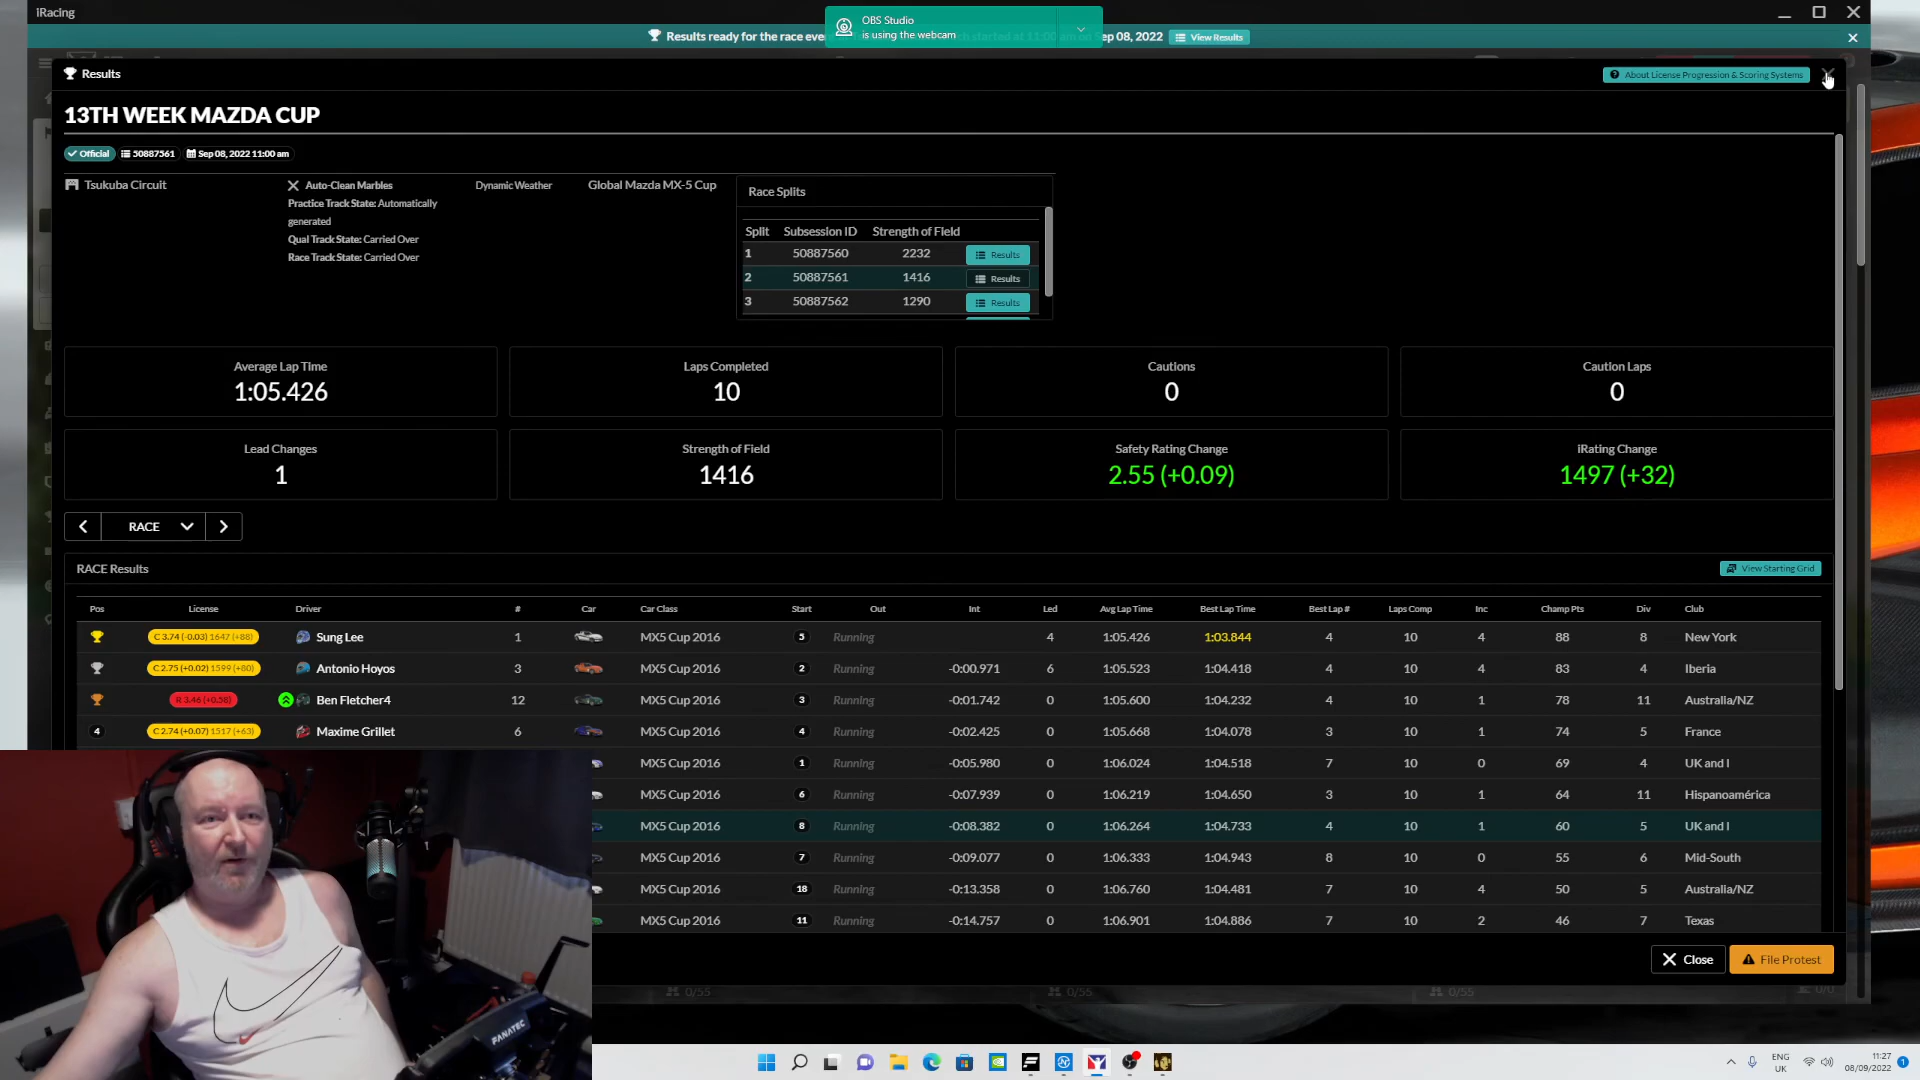 iRacing
OBS Studio
is using the webcam
Results ready for the race eve
on Sep 08, 2022
View Results
Results
About License Progression & Scoring Systems
13TH WEEK MAZDA CUP
Official 50887561 Sep 08, 2022 11:00 am
Tsukuba Circuit
Auto-Clean Marbles
Practice Track State: Automatically generated
Qual Track State: Carried Over
Race Track State: Carried Over
Dynamic Weather
Global Mazda MX-5 Cup
Race Splits
Split Subsession ID Strength of Field
1 50887560 2232 Results
2 50887561 1416 Results
3 50887562 1290 Results
Average Lap Time
1:05.426
Laps Completed
10
Cautions
0
Caution Laps
0
Lead Changes
1
Strength of Field
1416
Safety Rating Change
2.55 (+0.09)
iRating Change
1497 (+32)
RACE
RACE Results
View Starting Grid
Pos License Driver # Car Car Class Start Out Int Led Avg Lap Time Best Lap Time Best Lap # Laps Comp Inc Champ Pts Div Club
C 3.74 (-0.03) 1647 (+88) Sung Lee 1 MX5 Cup 2016 5 Running 4 1:05.426 1:03.844 4 10 4 88 8 New York
C 2.75 (+0.02) 1599 (+80) Antonio Hoyos 3 MX5 Cup 2016 2 Running -0:00.971 6 1:05.523 1:04.418 4 10 4 83 4 Iberia
R 3.46 (+0.58) Ben Fletcher4 12 MX5 Cup 2016 3 Running -0:01.742 0 1:05.600 1:04.232 4 10 1 78 11 Australia/NZ
4 C 2.74 (+0.07) 1517 (+63) Maxime Grillet 6 MX5 Cup 2016 4 Running -0:02.425 0 1:05.668 1:04.078 3 10 1 74 5 France
MX5 Cup 2016 1 Running -0:05.980 0 1:06.024 1:04.518 7 10 0 69 4 UK and I
MX5 Cup 2016 6 Running -0:07.939 0 1:06.219 1:04.650 3 10 1 64 11 Hispanoamérica
MX5 Cup 2016 8 Running -0:08.382 0 1:06.264 1:04.733 4 10 1 60 5 UK and I
MX5 Cup 2016 7 Running -0:09.077 0 1:06.333 1:04.943 8 10 0 55 6 Mid-South
MX5 Cup 2016 18 Running -0:13.358 0 1:06.760 1:04.481 7 10 4 50 5 Australia/NZ
MX5 Cup 2016 11 Running -0:14.757 0 1:06.901 1:04.886 7 10 2 46 7 Texas
Close
File Protest
0/55
0/55
0/55
0/0
FANATEC
ENG
UK
11:27
08/09/2022
1